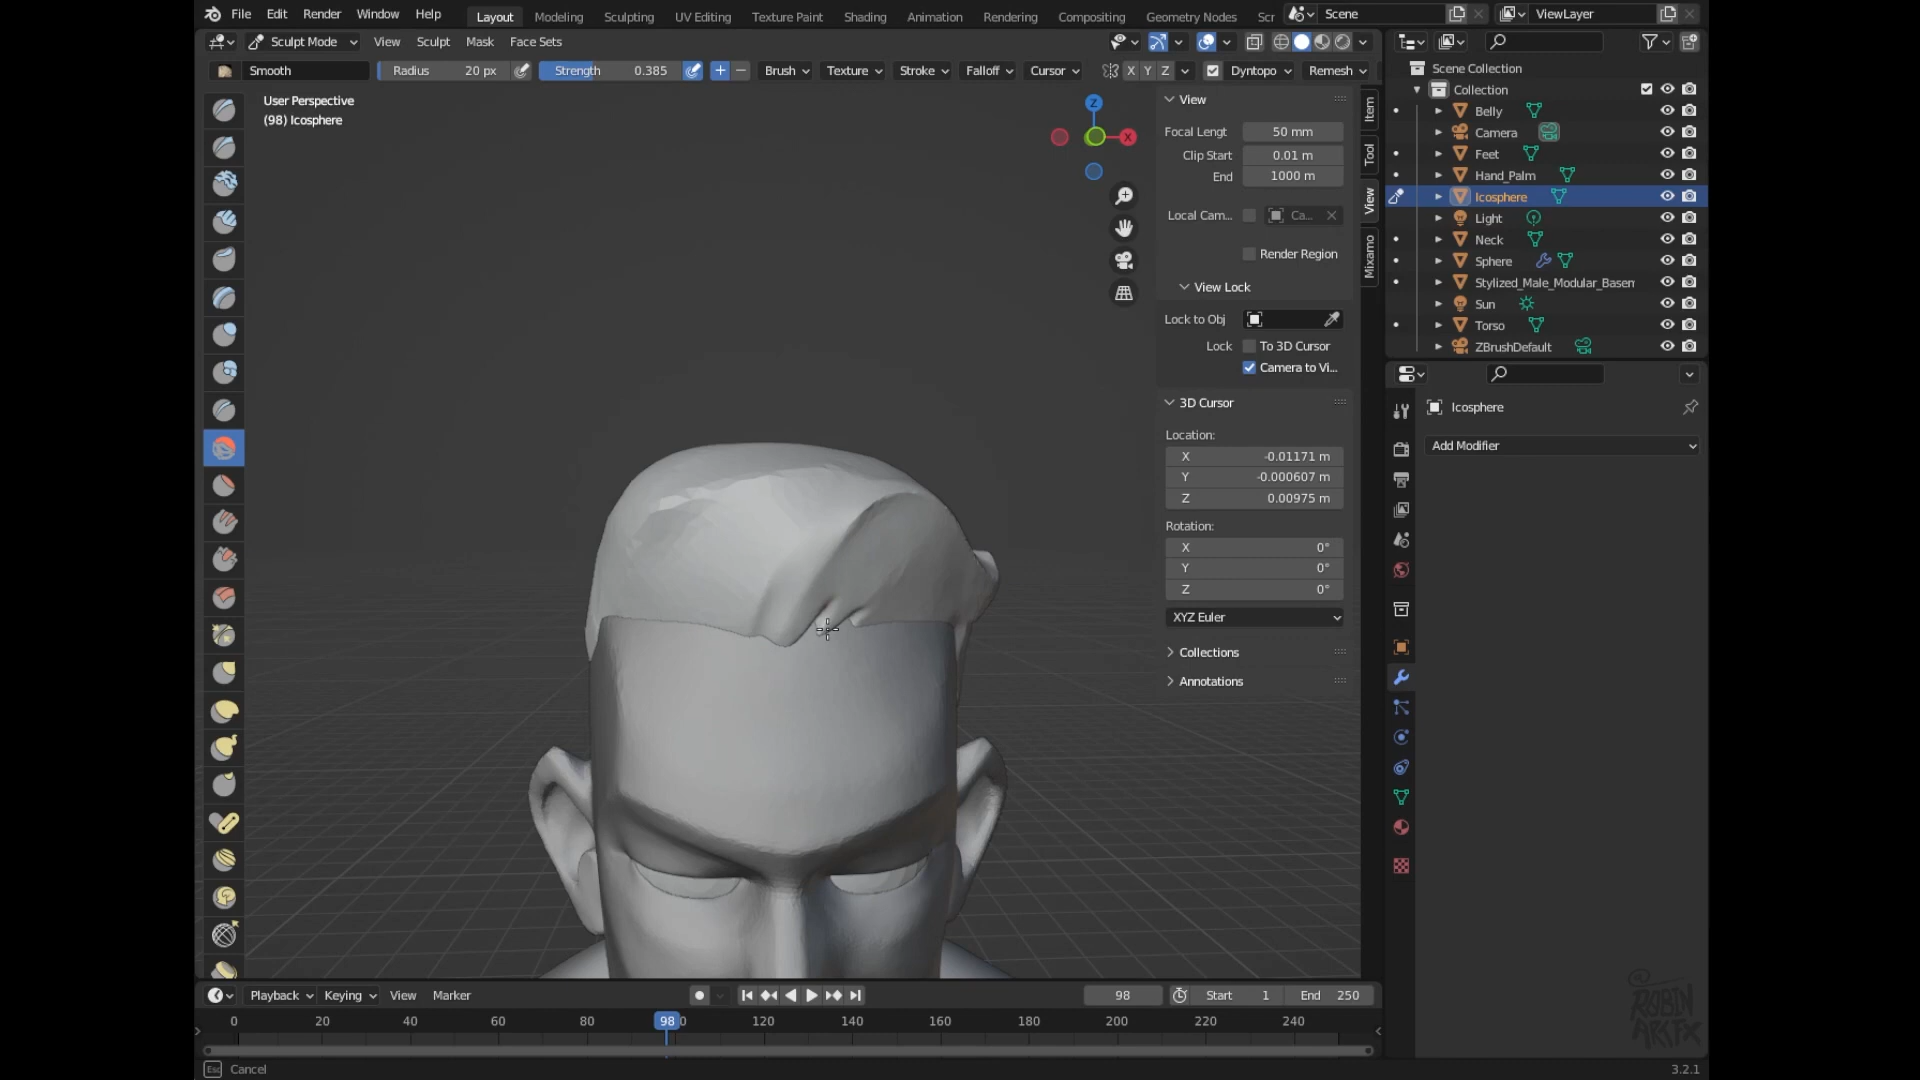 File Edit Render Window Help Layout Modeling Sculpting UV Editing Texture Paint Shading Animation Rendering Compositing Geometry Nodes Scr Scene ViewLayer
Sculpt Mode View Sculpt Mask Face Sets
Smooth Radius 20 px Strength 0.385 Brush Texture Stroke Falloff Cursor X Y Z Dyntopo Remesh
User Perspective
(98) Icosphere
Z
X
View
Focal Lengt 50 mm
Clip Start 0.01 m
End 1000 m
Local Cam... Ca...
Render Region
View Lock
Lock to Obj
Lock To 3D Cursor
Camera to Vi...
3D Cursor
Location:
X -0.01171 m
Y -0.000607 m
Z 0.00975 m
Rotation:
X 0°
Y 0°
Z 0°
XYZ Euler
Collections
Annotations
Item
Tool
View
Mixamo
Scene Collection
Collection
Belly
Camera
Feet
Hand_Palm
Icosphere
Light
Neck
Sphere
Stylized_Male_Modular_Basem
Sun
Torso
ZBrushDefault
Icosphere
Add Modifier
Playback Keying View Marker 98 Start 1 End 250
0 20 40 60 80 98 0 120 140 160 180 200 220 240
Esc Cancel 3.2.1
@
ROBIN
ARTFX